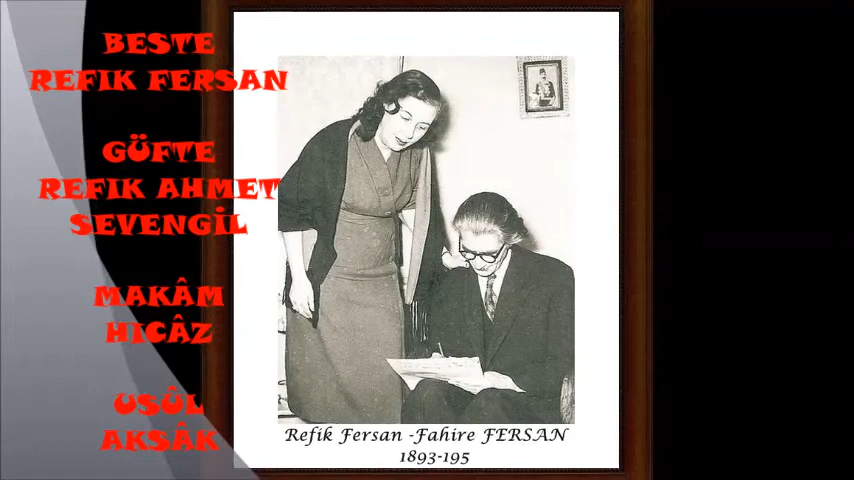 BESTE
REFIK FERSAN
GÜFTE
REFIK AHMET
SEVENGİL
MAKÂM
HICÂZ
USÛL
AKSÂK
Refik Fersan -Fahire FERSAN
1893-195